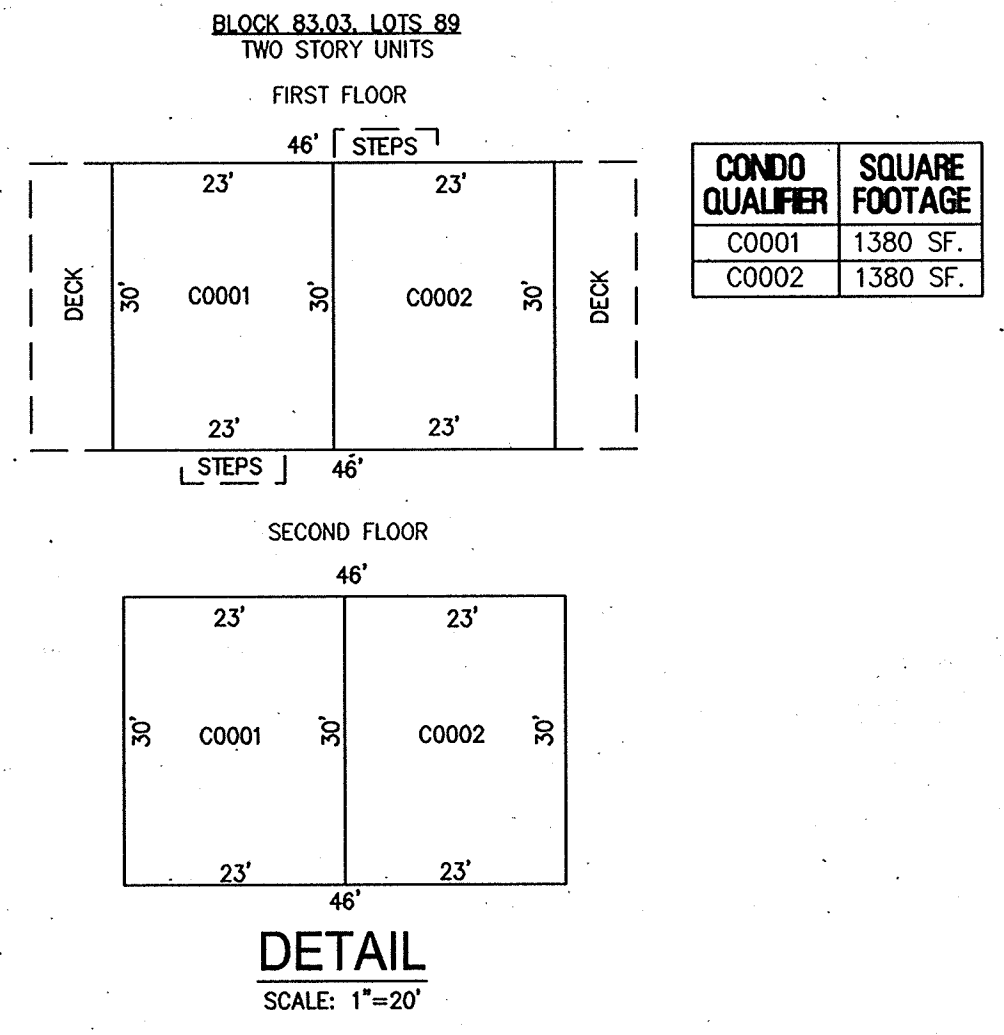 BLOCK 83.03, LOTS 89
TWO STORY UNITS
FIRST FLOOR
46' STEPS
23' 23'
DECK 30' C0001 30' C0002 30' DECK
23' 23'
STEPS 46'
CONDO QUALIFIER SQUARE FOOTAGE
C0001 1380 SF.
C0002 1380 SF.
SECOND FLOOR
46'
23' 23'
30' C0001 30' C0002 30'
23' 23'
46'
DETAIL
SCALE: 1"=20'